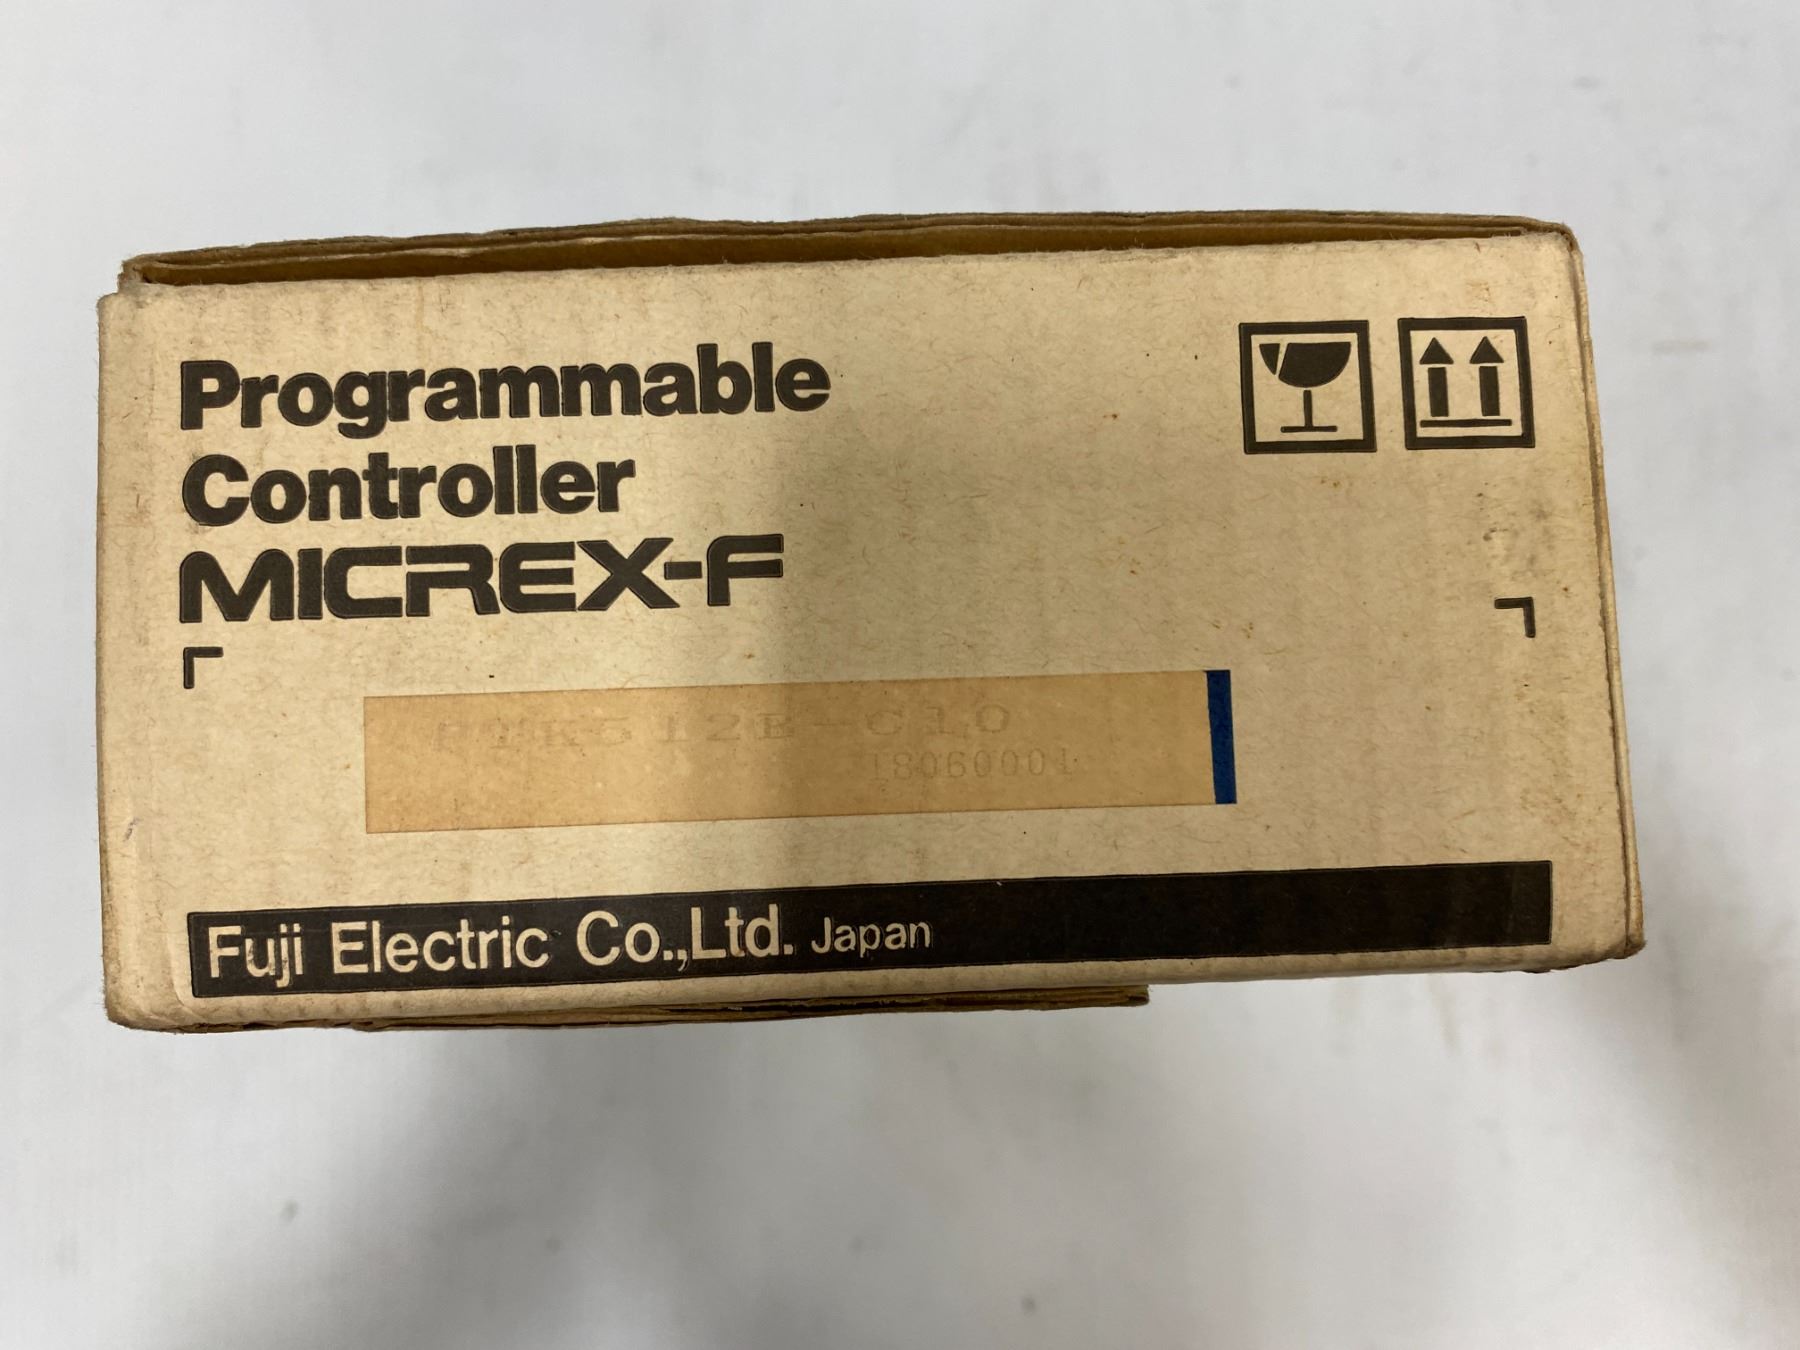 Programmable
Controller
MICREX-F
18060001
Fuji Electric Co.,Ltd. Japan